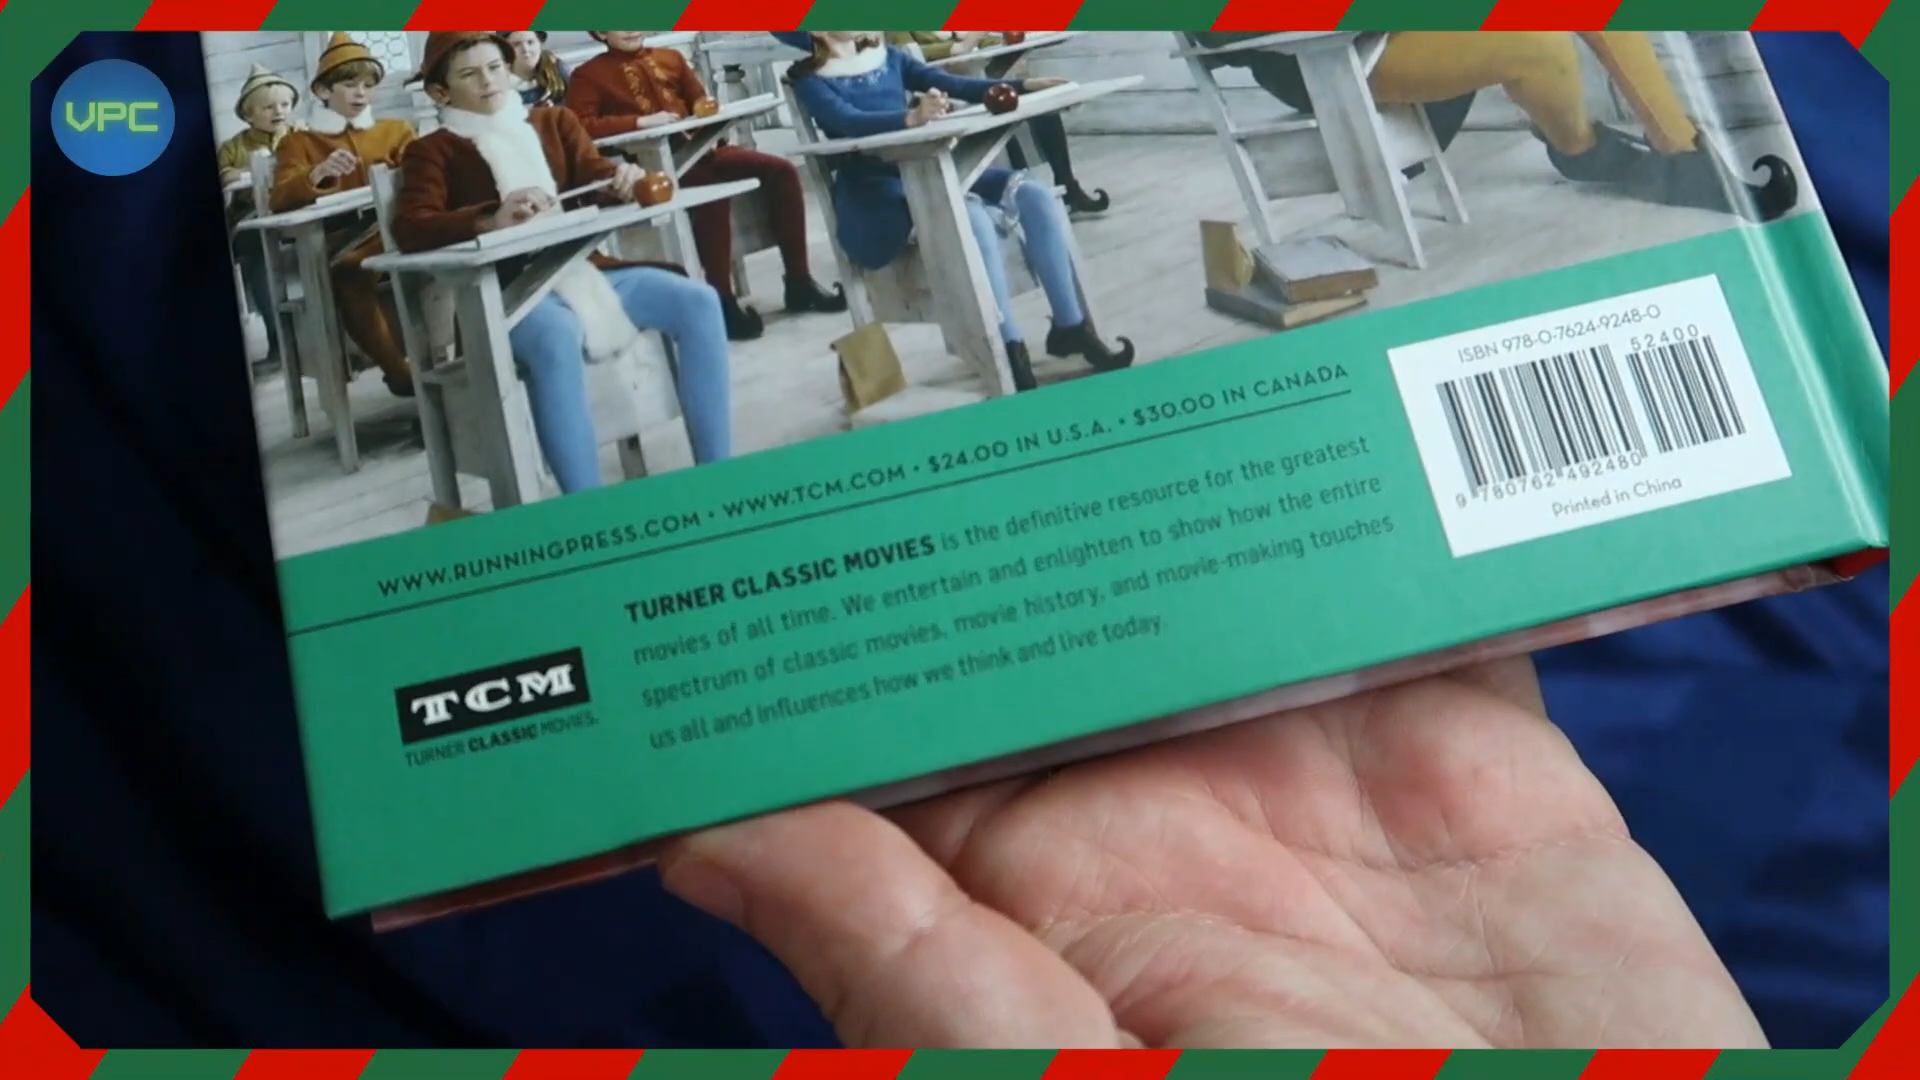 VPC
ISBN 978-0-7624-9248-0
52400
9 780762 492480
Printed in China
WWW.RUNNINGPRESS.COM • WWW.TCM.COM • $24.00 IN U.S.A. • $30.00 IN CANADA
TURNER CLASSIC MOVIES is the definitive resource for the greatest
movies of all time. We entertain and enlighten to show how the entire
spectrum of classic movies, movie history, and movie-making touches
us all and influences how we think and live today.
TCM
TURNER CLASSIC MOVIES.